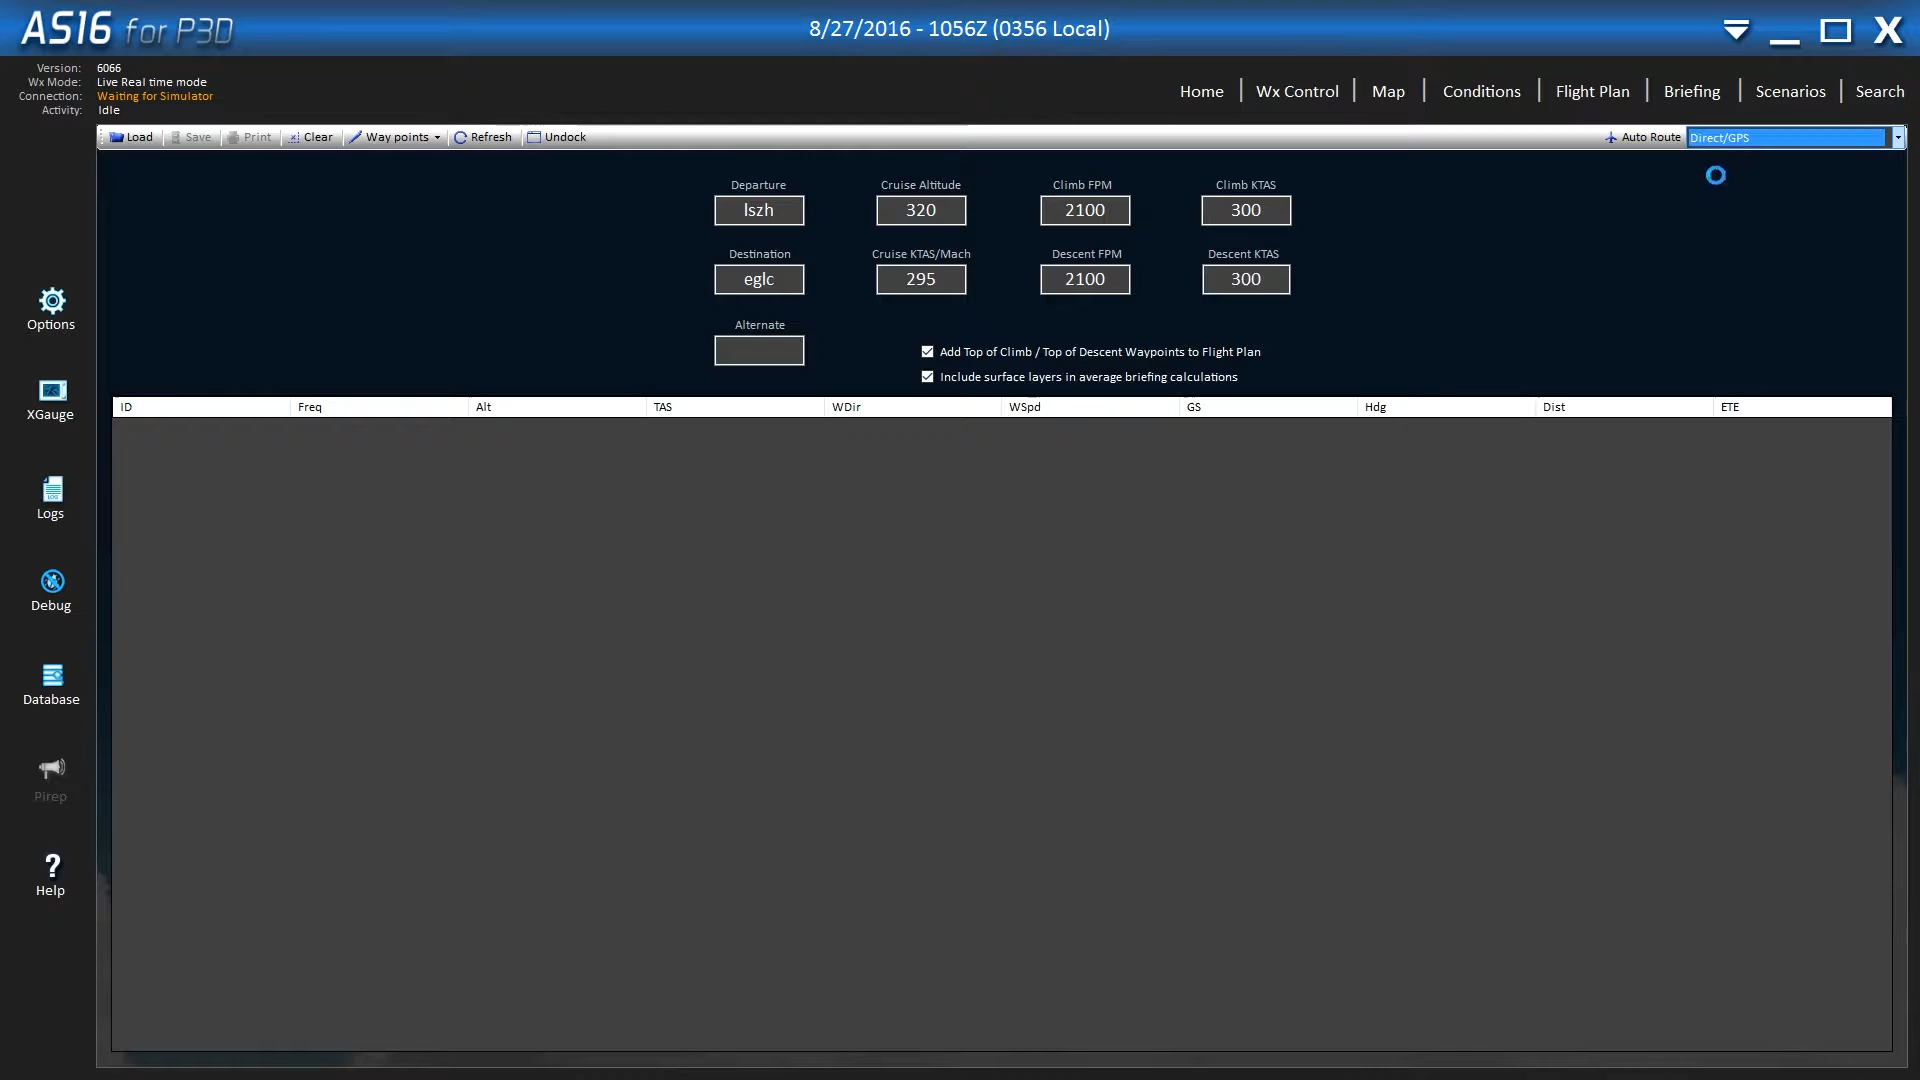 AS16 for P3D
8/27/2016 - 1056Z (0356 Local)
Version: 6066
Wx Mode: Live Real time mode
Connection: Waiting for Simulator
Activity: Idle
Home | Wx Control | Map | Conditions | Flight Plan | Briefing | Scenarios | Search
Load Save Print Clear Way points Refresh Undock Auto Route Direct/GPS
Departure Cruise Altitude Climb FPM Climb KTAS
lszh 320 2100 300
Destination Cruise KTAS/Mach Descent FPM Descent KTAS
eglc 295 2100 300
Alternate
Add Top of Climb / Top of Descent Waypoints to Flight Plan
Include surface layers in average briefing calculations
ID Freq Alt TAS WDir WSpd GS Hdg Dist ETE
Options
XGauge
LOG
Logs
Debug
Database
Pirep
?
Help